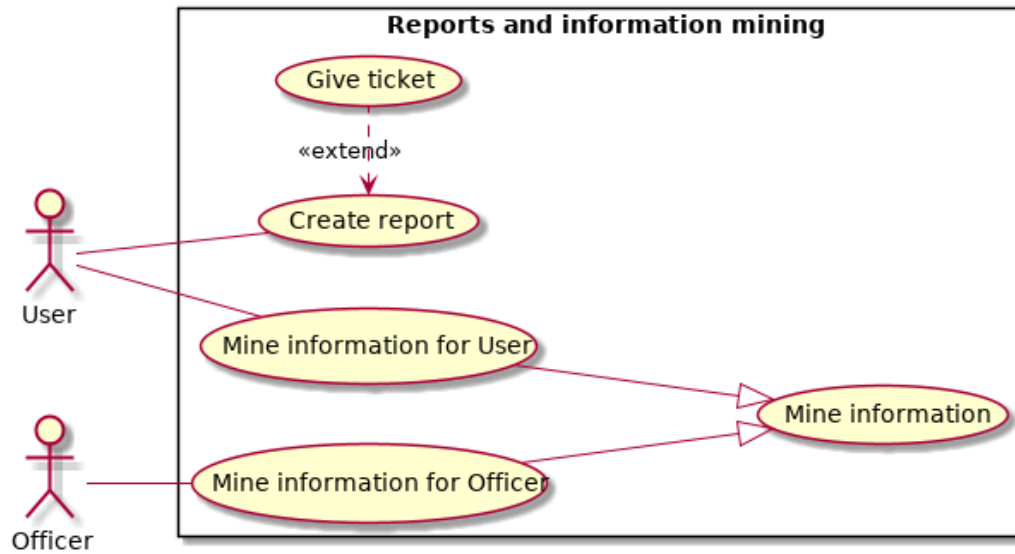 Reports and information mining
Give ticket
«extend»
Create report
User
Mine information for User
Mine information
Mine information for Officer
Officer